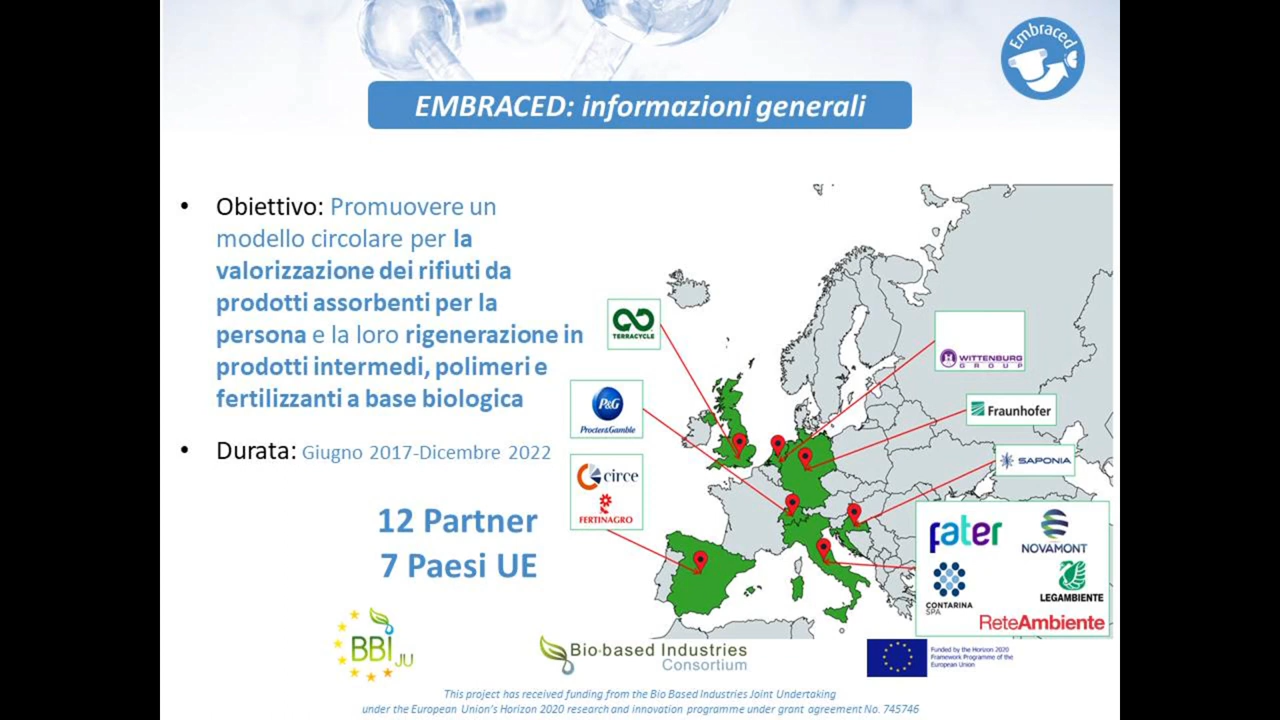 Embraced
EMBRACED: informazioni generali
• Obiettivo: Promuovere un
modello circolare per la
valorizzazione dei rifiuti da
prodotti assorbenti per la
persona e la loro rigenerazione in
prodotti intermedi, polimeri e
fertilizzanti a base biologica
• Durata: Giugno 2017-Dicembre 2022
12 Partner
7 Paesi UE
TERRACYCLE
P&G
Procter&Gamble
circe
FERTINAGRO
WITTENBURG
GROUP
Fraunhofer
SAPONIA
fater
NOVAMONT
CONTARINA
SPA
LEGAMBIENTE
ReteAmbiente
BBI JU
Bio-based Industries
Consortium
Funded by the Horizon 2020
Framework Programme of the
European Union
This project has received funding from the Bio Based Industries Joint Undertaking
under the European Union's Horizon 2020 research and innovation programme under grant agreement No. 745746